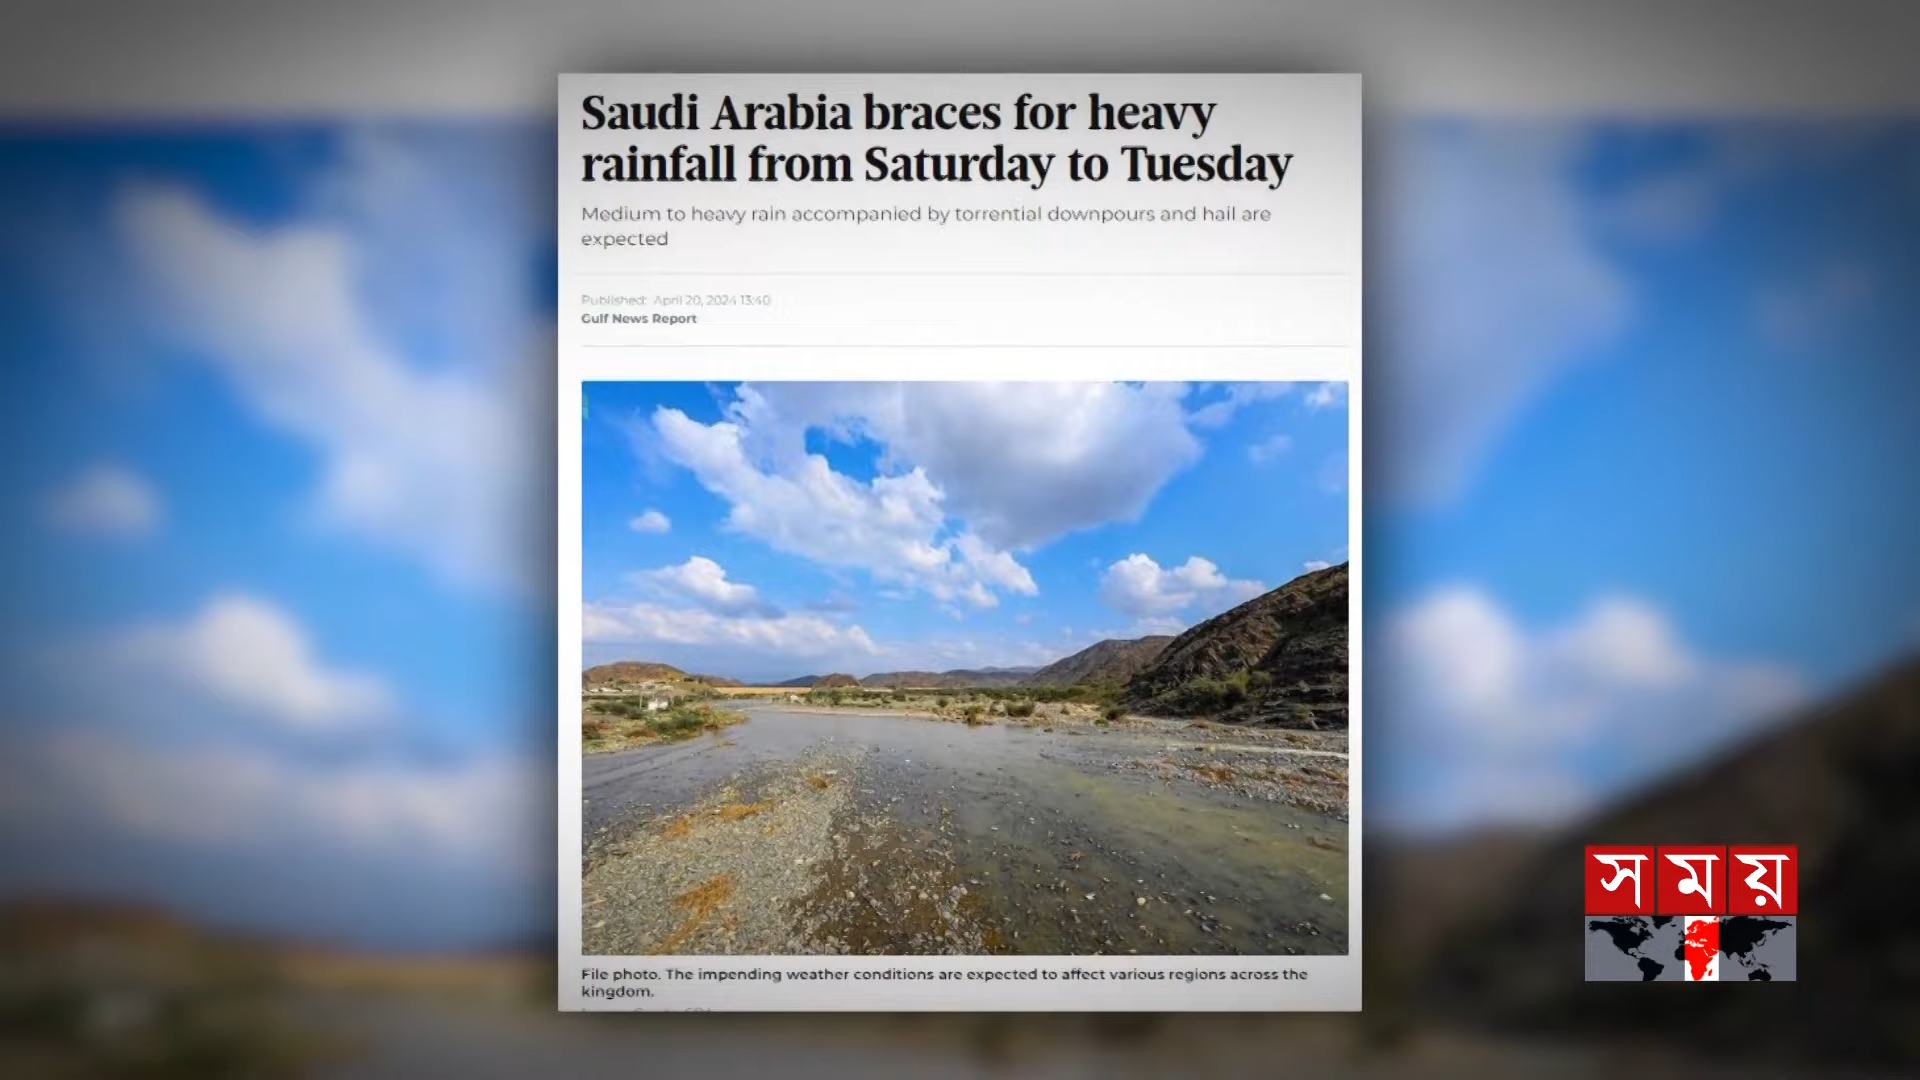 Saudi Arabia braces for heavy
rainfall from Saturday to Tuesday
Medium to heavy rain accompanied by torrential downpours and hail are
expected
Published: April 20, 2024 13:40
Gulf News Report
File photo. The impending weather conditions are expected to affect various regions across the
kingdom.
সময়